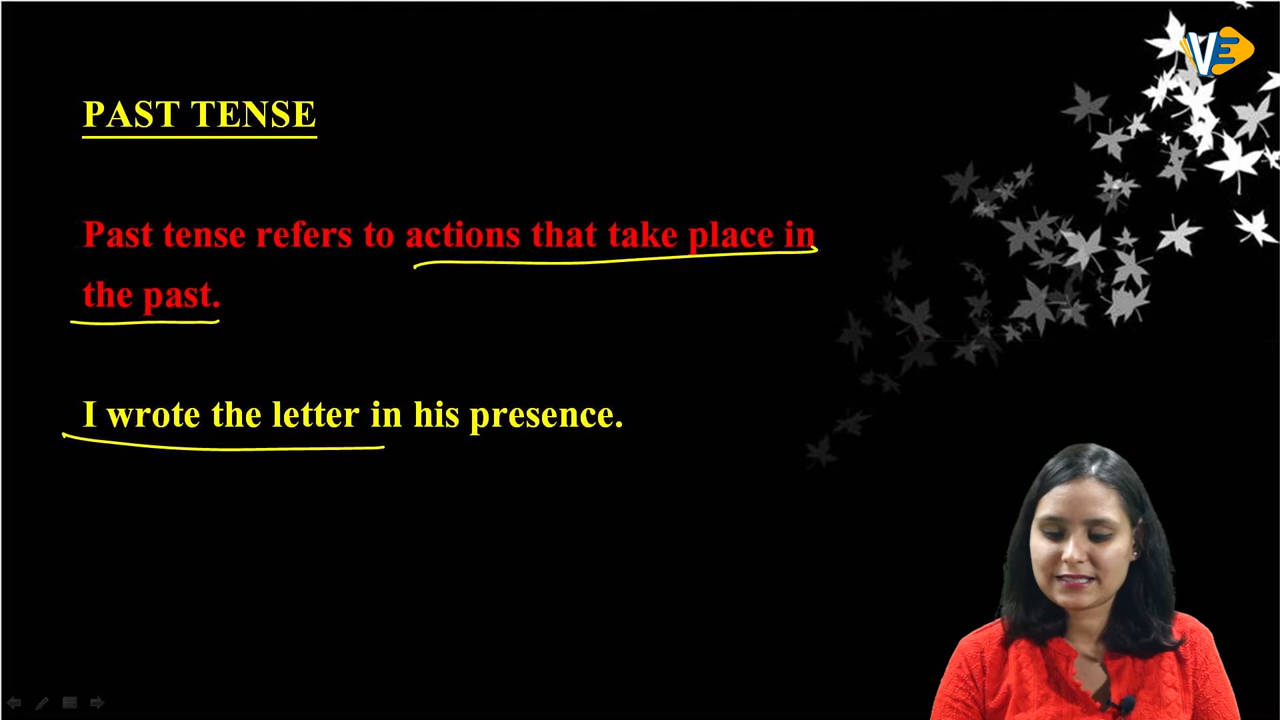 VE
PAST TENSE
Past tense refers to actions that take place in
the past.
I wrote the letter in his presence.